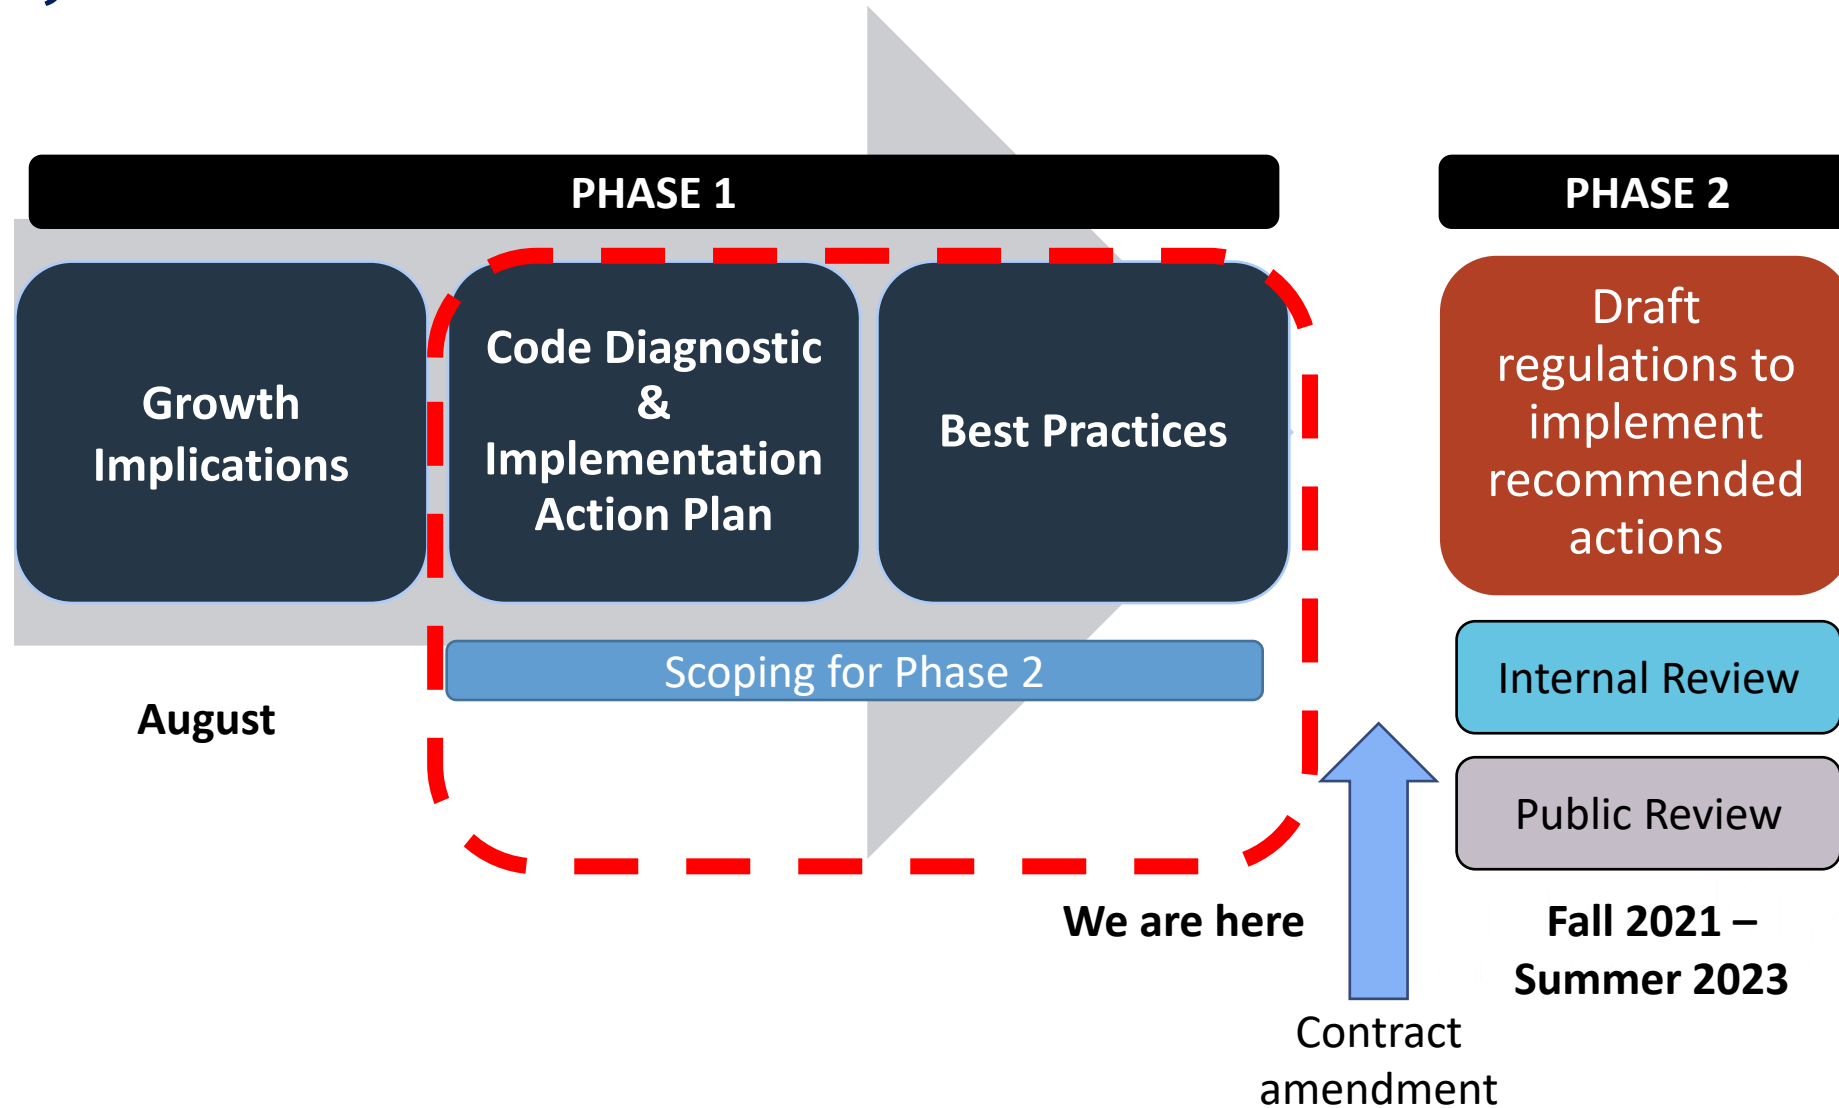 PHASE 1
Growth
Implications
Code Diagnostic
&
Implementation
Action Plan
Best Practices
Scoping for Phase 2
August
We are here
Contract
amendment
PHASE 2
Draft
regulations to
implement
recommended
actions
Internal Review
Public Review
Fall 2021 –
Summer 2023